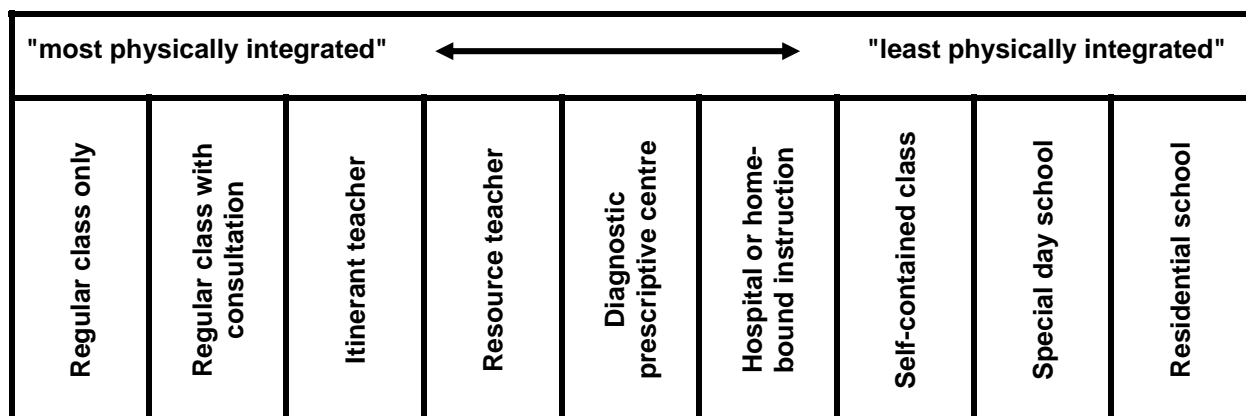 "most physically integrated"
"least physically integrated"
Regular class only
Regular class with
consultation
Itinerant teacher
Resource teacher
Diagnostic
prescriptive centre
Hospital or home-
bound instruction
Self-contained class
Special day school
Residential school